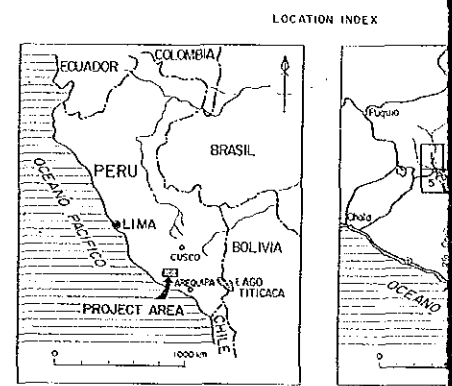 LOCATION INDEX
COLOMBIA
ECUADOR
BRASIL
PERU
OCEANO PACIFICO
LIMA
CUSCO
BOLIVIA
AREQUIPA
LAGO
TITICACA
PROJECT AREA
CHILE
0 1000 km
Puquio
Chala
5
OCEANO
0